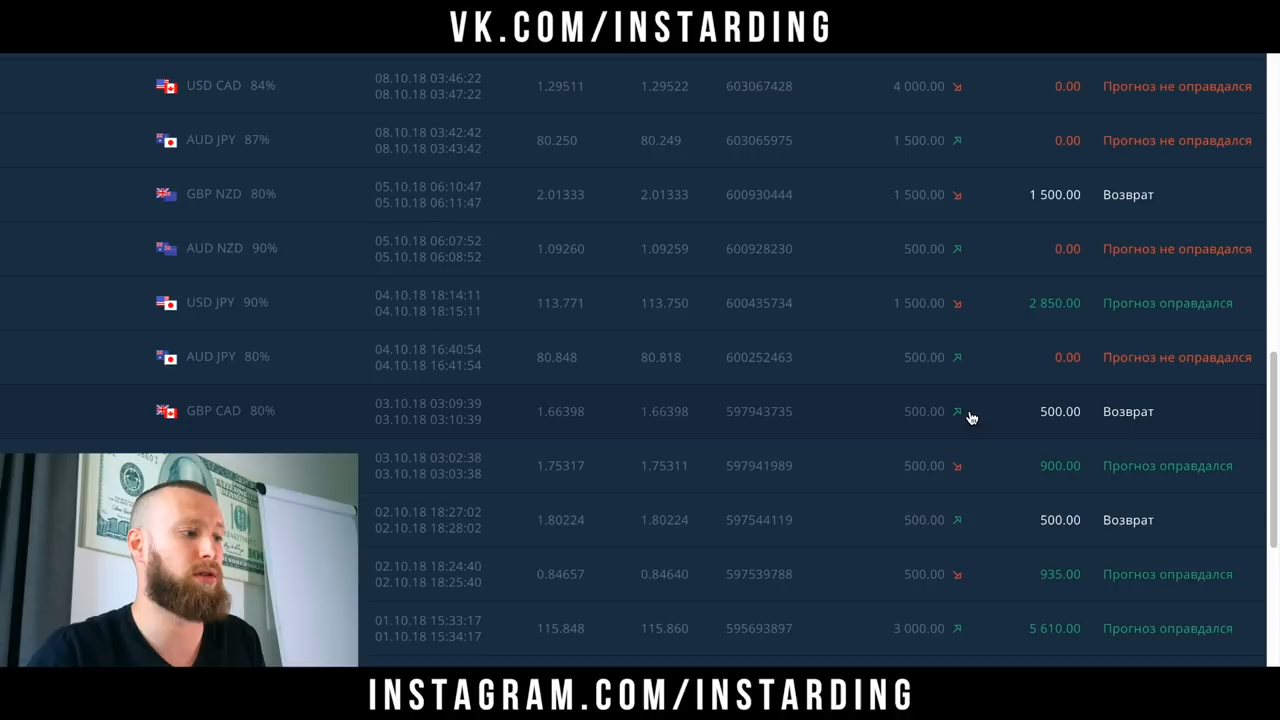 VK.COM/INSTARDING
USD CAD 84% 08.10.18 03:46:22 1.29511 1.29522 603067428 4 000.00 0.00 Прогноз не оправдался
08.10.18 03:47:22
AUD JPY 87% 08.10.18 03:42:42 80.250 80.249 603065975 1 500.00 0.00 Прогноз не оправдался
08.10.18 03:43:42
GBP NZD 80% 05.10.18 06:10:47 2.01333 2.01333 600930444 1 500.00 1 500.00 Возврат
05.10.18 06:11:47
AUD NZD 90% 05.10.18 06:07:52 1.09260 1.09259 600928230 500.00 0.00 Прогноз не оправдался
05.10.18 06:08:52
USD JPY 90% 04.10.18 18:14:11 113.771 113.750 600435734 1 500.00 2 850.00 Прогноз оправдался
04.10.18 18:15:11
AUD JPY 80% 04.10.18 16:40:54 80.848 80.818 600252463 500.00 0.00 Прогноз не оправдался
04.10.18 16:41:54
GBP CAD 80% 03.10.18 03:09:39 1.66398 1.66398 597943735 500.00 500.00 Возврат
03.10.18 03:10:39
03.10.18 03:02:38 1.75317 1.75311 597941989 500.00 900.00 Прогноз оправдался
03.10.18 03:03:38
02.10.18 18:27:02 1.80224 1.80224 597544119 500.00 500.00 Возврат
02.10.18 18:28:02
02.10.18 18:24:40 0.84657 0.84640 597539788 500.00 935.00 Прогноз оправдался
02.10.18 18:25:40
01.10.18 15:33:17 115.848 115.860 595693897 3 000.00 5 610.00 Прогноз оправдался
01.10.18 15:34:17
INSTAGRAM.COM/INSTARDING